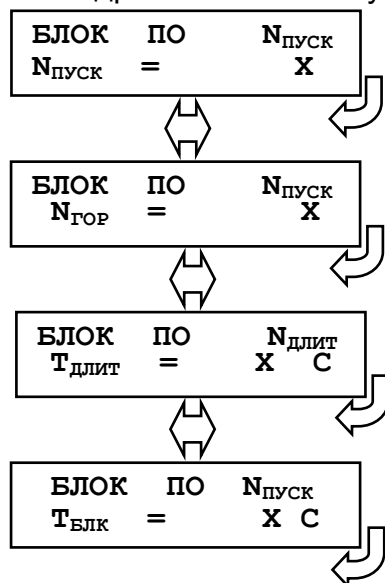 БЛОК ПО NПУСК
NПУСК = X
БЛОК ПО NПУСК
NГОР = X
БЛОК ПО NДЛИТ
TДЛИТ = X С
БЛОК ПО NПУСК
TБЛК = X С